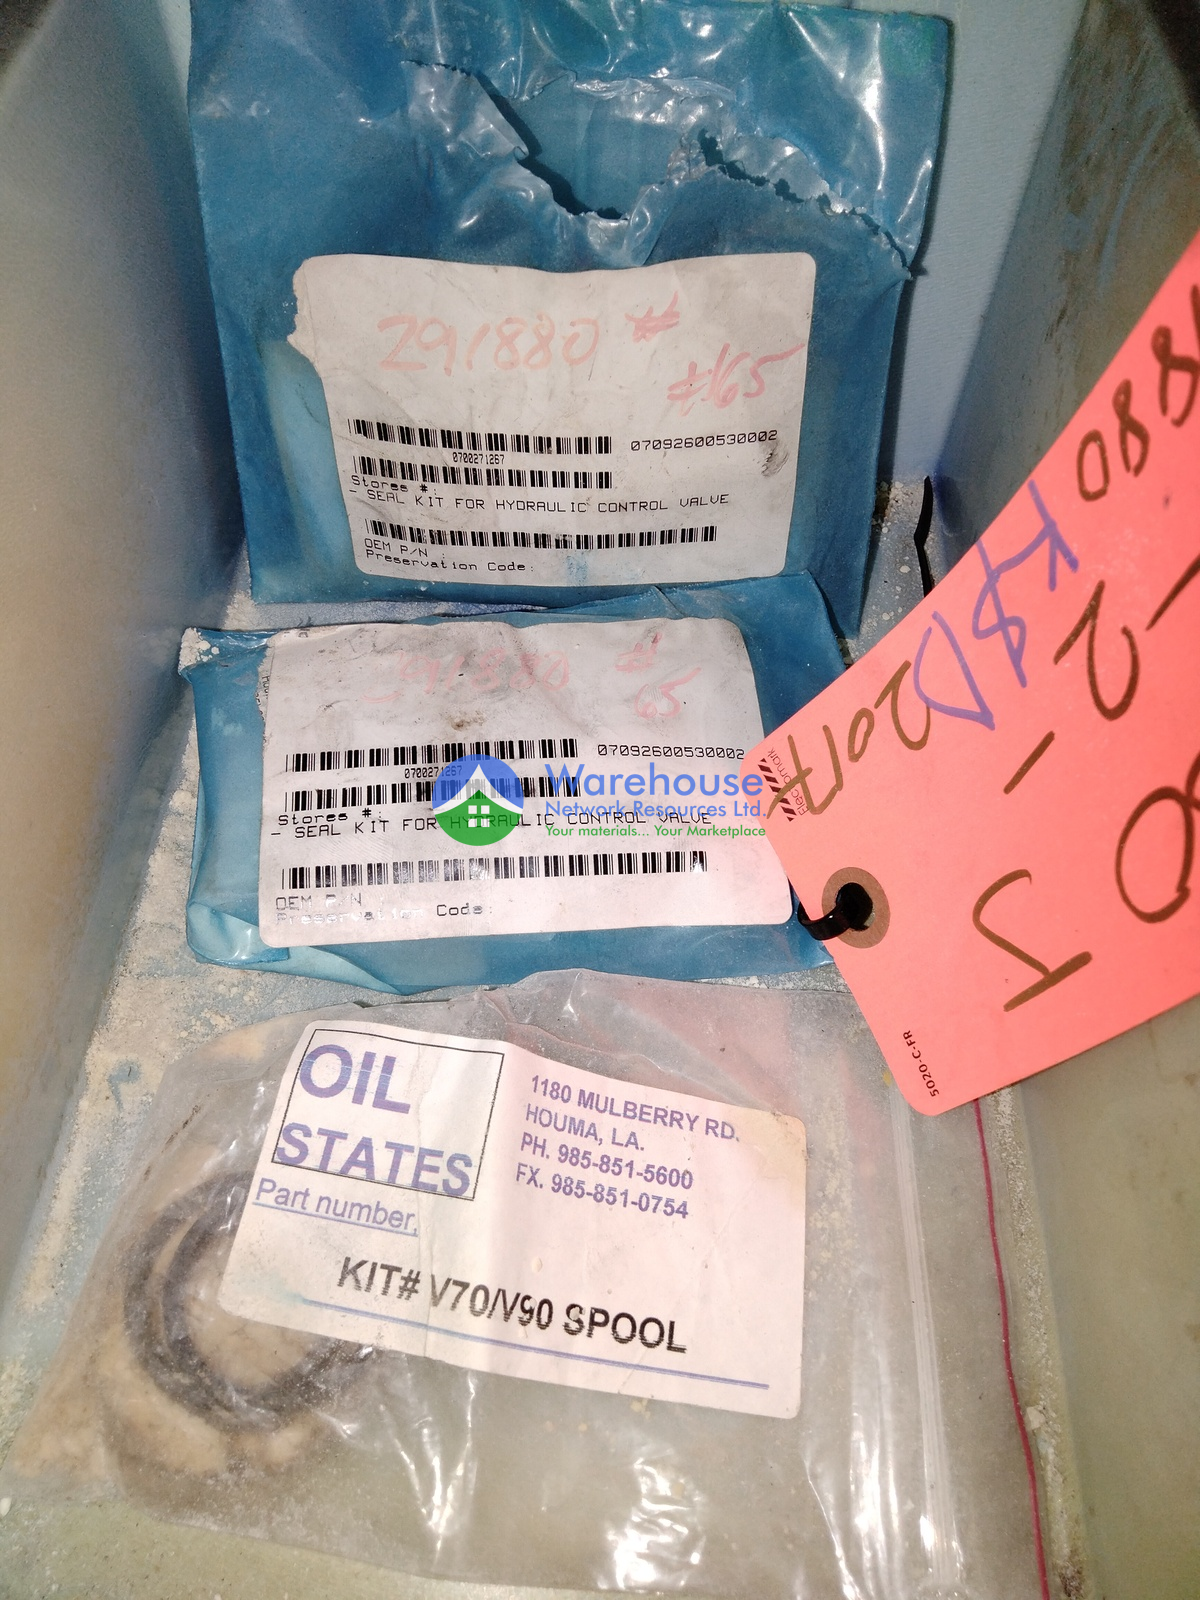 291880 #
#165
07092600530002
0700271267
Stores #:
- SEAL KIT FOR HYDRAULIC CONTROL VALVE
OEM P/N :
Preservation Code:
291880 #
65
07092600530002
0700271267
Stores #:
- SEAL KIT FOR HYDRAULIC CONTROL VALVE
OEM P/N
Preservation Code:
Warehouse
Network Resources Ltd.
Your materials... Your Marketplace
OIL
STATES
1180 MULBERRY RD.
HOUMA, LA.
PH. 985-851-5600
FX. 985-851-0754
Part number.
KIT# V70/V90 SPOOL
2017
Electromark
5020-C-FR